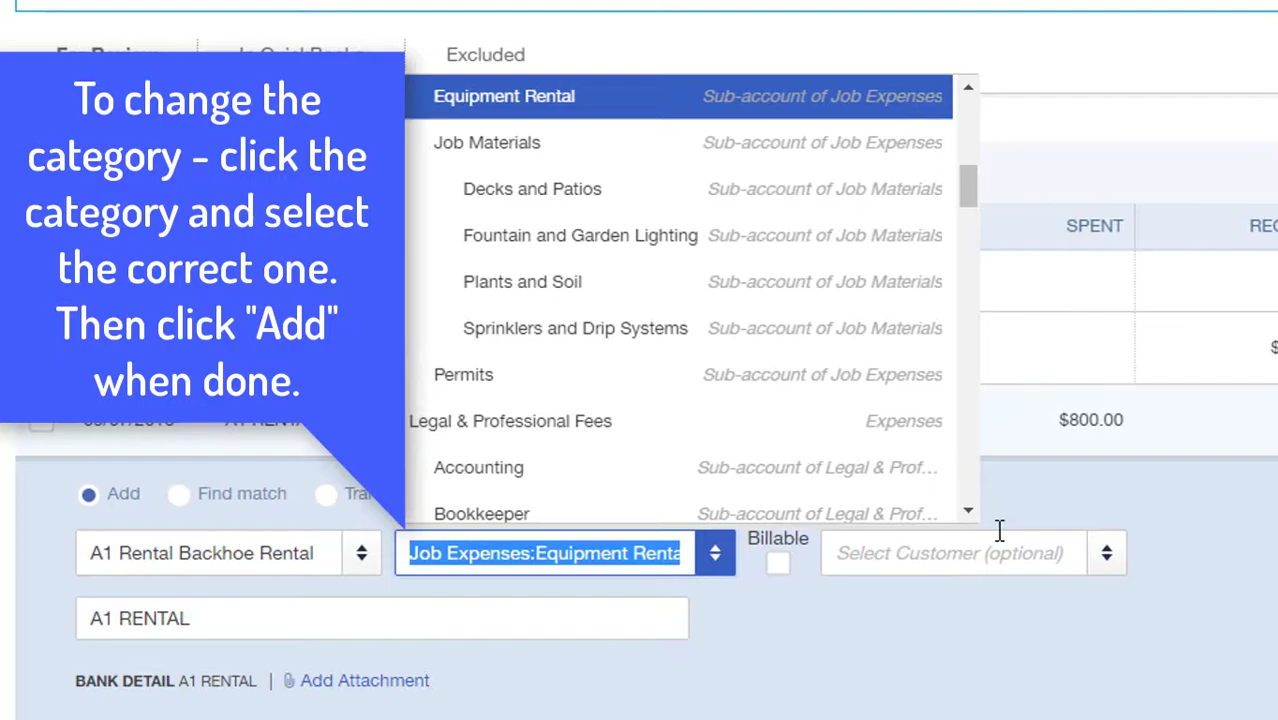 Excluded
To change the
category - click the
category and select
the correct one.
Then click "Add"
when done.
Equipment Rental Sub-account of Job Expenses
Job Materials Sub-account of Job Expenses
Decks and Patios Sub-account of Job Materials
Fountain and Garden Lighting Sub-account of Job Materials
Plants and Soil Sub-account of Job Materials
Sprinklers and Drip Systems Sub-account of Job Materials
Permits Sub-account of Job Expenses
Legal & Professional Fees Expenses
Accounting Sub-account of Legal & Prof...
Bookkeeper Sub-account of Legal & Prof...
SPENT
$800.00
Add Find match
A1 Rental Backhoe Rental Job Expenses:Equipment Renta Billable Select Customer (optional)
A1 RENTAL
BANK DETAIL A1 RENTAL | Add Attachment